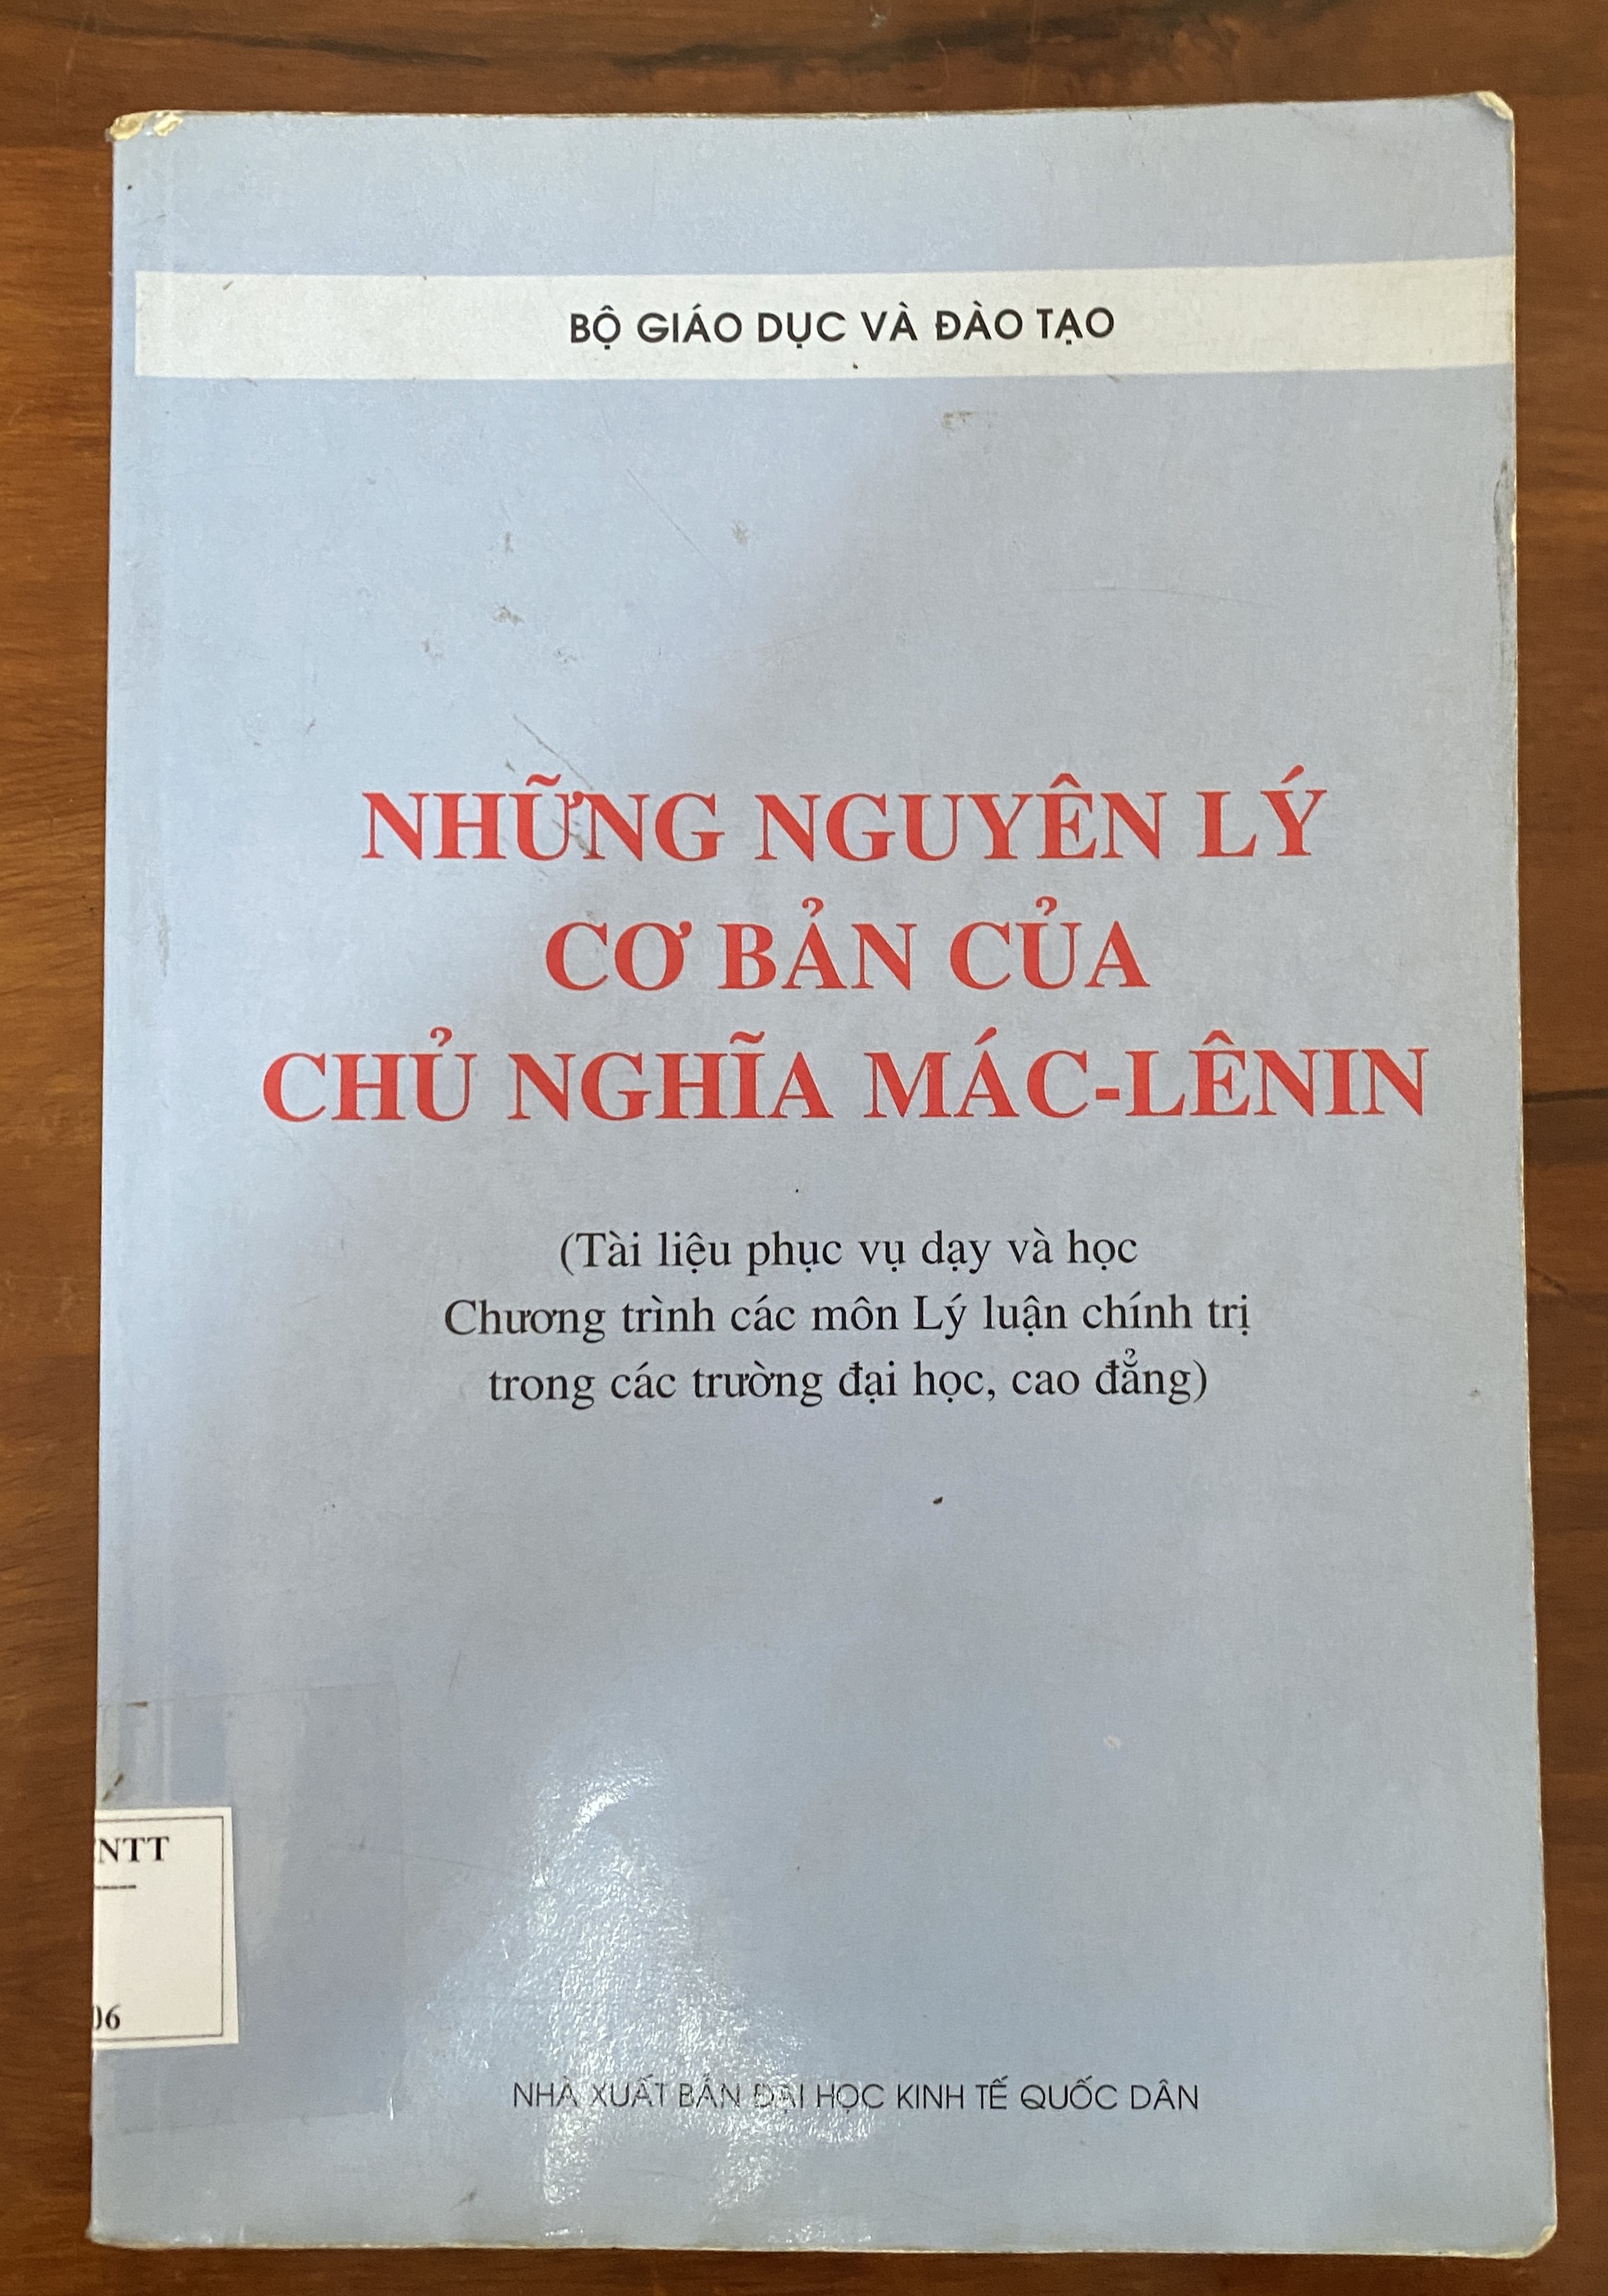 BỘ GIÁO DỤC VÀ ĐÀO TẠO
NHỮNG NGUYÊN LÝ
CƠ BẢN CỦA
CHỦ NGHĨA MÁC-LÊNIN
(Tài liệu phục vụ dạy và học
Chương trình các môn Lý luận chính trị
trong các trường đại học, cao đẳng)
NTT
06
NHÀ XUẤT BẢN ĐẠI HỌC KINH TẾ QUỐC DÂN